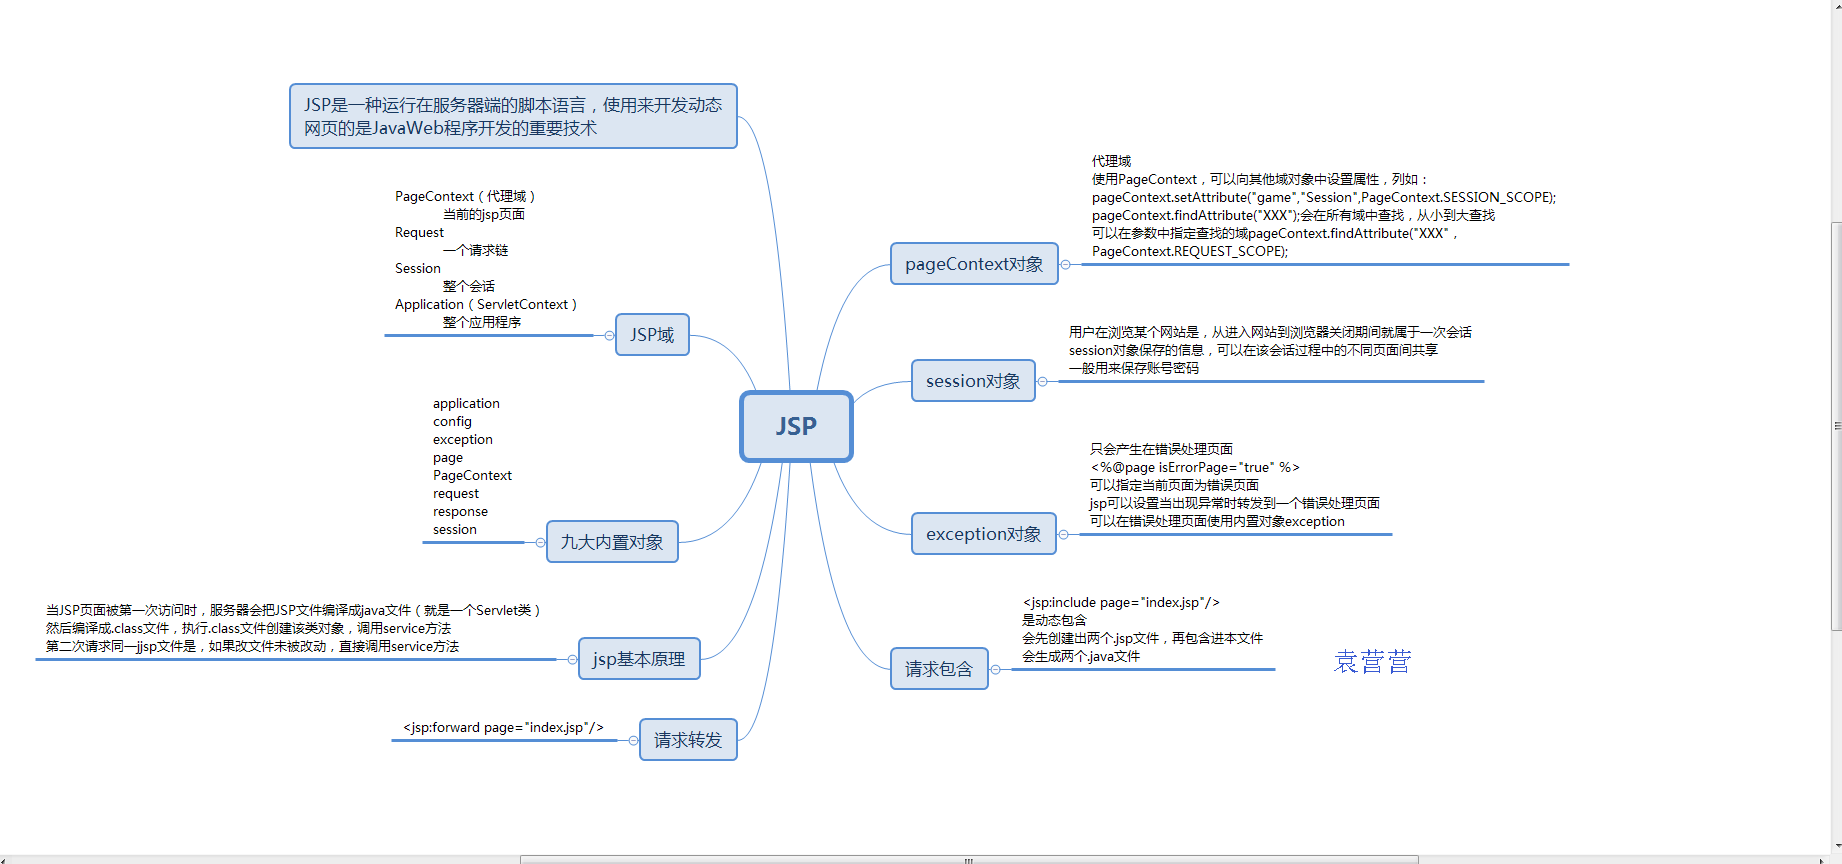 JSP是一种运行在服务器端的脚本语言，使用来开发动态
网页的是JavaWeb程序开发的重要技术
PageContext（代理域）
当前的jsp页面
Request
一个请求链
Session
整个会话
Application（ServletContext）
整个应用程序
JSP域
application
config
exception
page
PageContext
request
response
session
九大内置对象
当JSP页面被第一次访问时，服务器会把JSP文件编译成java文件（就是一个Servlet类）
然后编译成.class文件，执行.class文件创建该类对象，调用service方法
第二次请求同一jjsp文件是，如果改文件未被改动，直接调用service方法
jsp基本原理
<jsp:forward page="index.jsp"/>
请求转发
JSP
代理域
使用PageContext，可以向其他域对象中设置属性，列如：
pageContext.setAttribute("game","Session",PageContext.SESSION_SCOPE);
pageContext.findAttribute("XXX");会在所有域中查找，从小到大查找
可以在参数中指定查找的域pageContext.findAttribute("XXX"，
PageContext.REQUEST_SCOPE);
pageContext对象
用户在浏览某个网站是，从进入网站到浏览器关闭期间就属于一次会话
session对象保存的信息，可以在该会话过程中的不同页面间共享
一般用来保存账号密码
session对象
只会产生在错误处理页面
<%@page isErrorPage="true" %>
可以指定当前页面为错误页面
jsp可以设置当出现异常时转发到一个错误处理页面
可以在错误处理页面使用内置对象exception
exception对象
<jsp:include page="index.jsp"/>
是动态包含
会先创建出两个.jsp文件，再包含进本文件
会生成两个.java文件
请求包含
袁营营